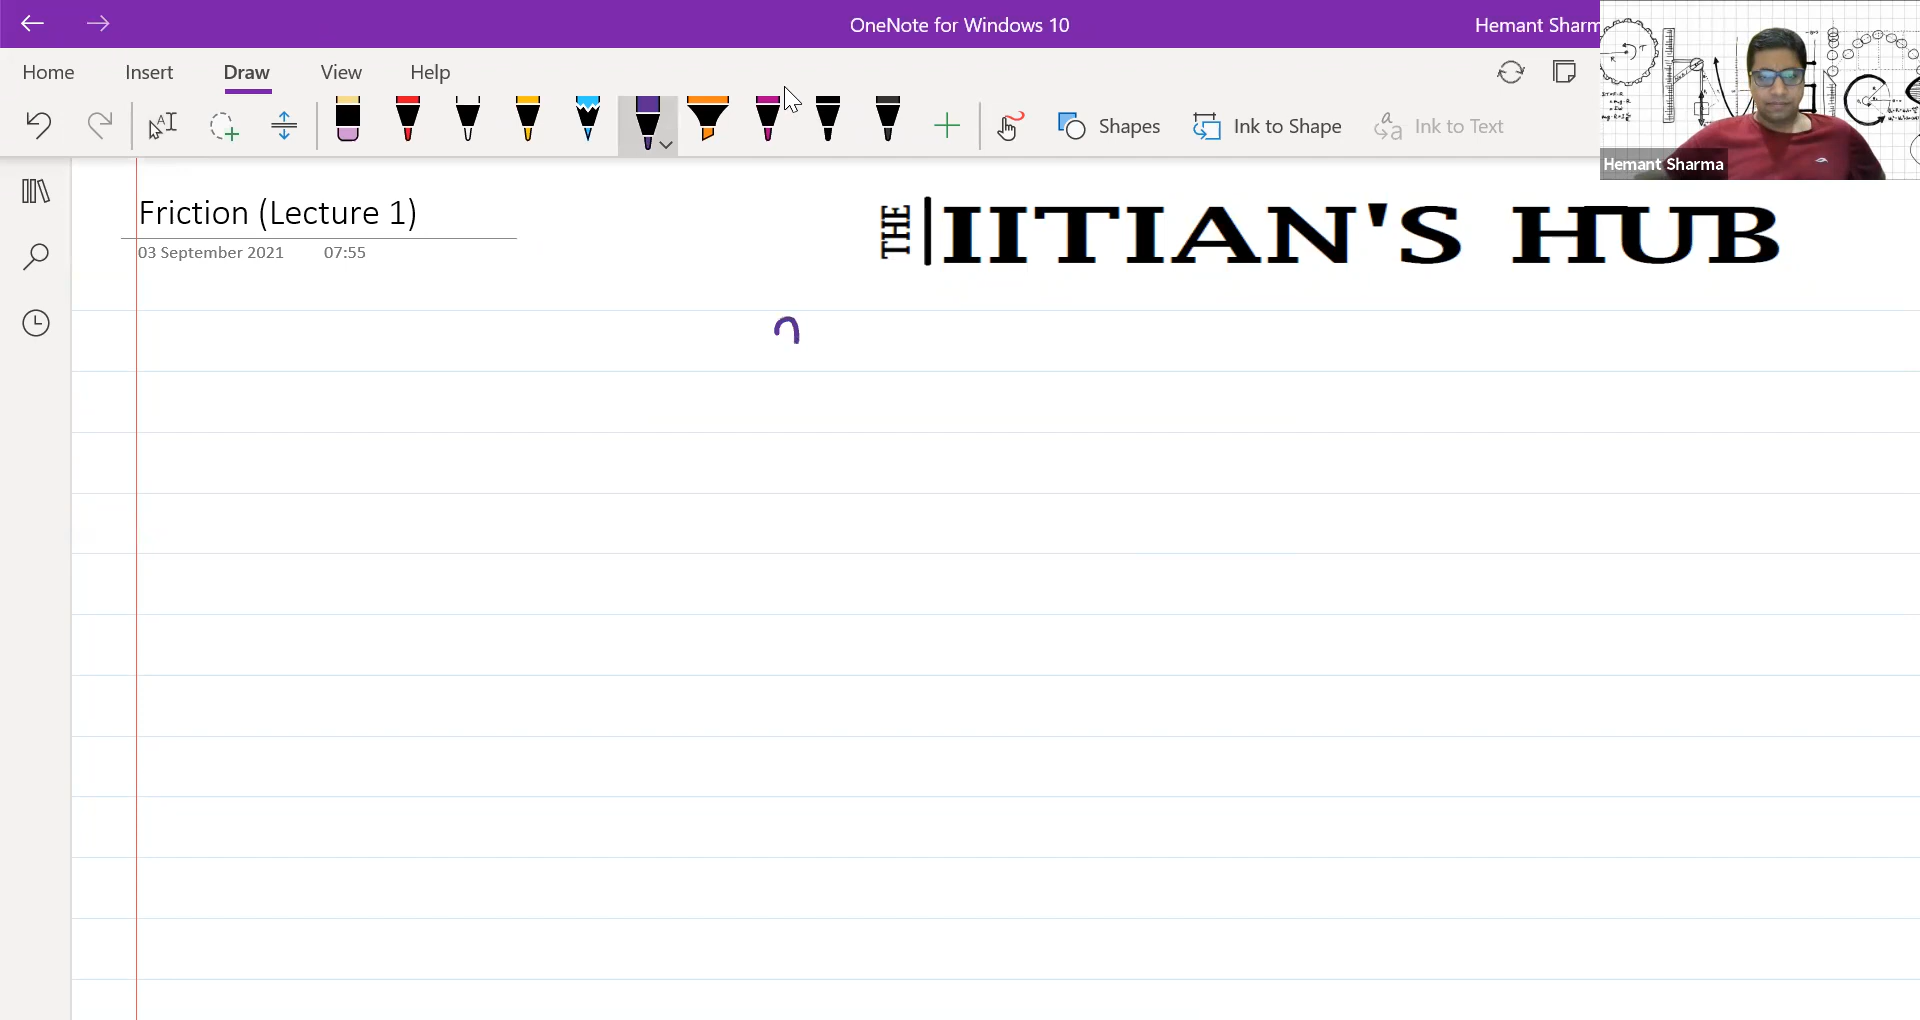 OneNote for Windows 10
Hemant Sharm
Home Insert Draw View Help
Shapes Ink to Shape Ink to Text
Hemant Sharma
Friction (Lecture 1)
THE IITIAN'S HUB
03 September 2021 07:55